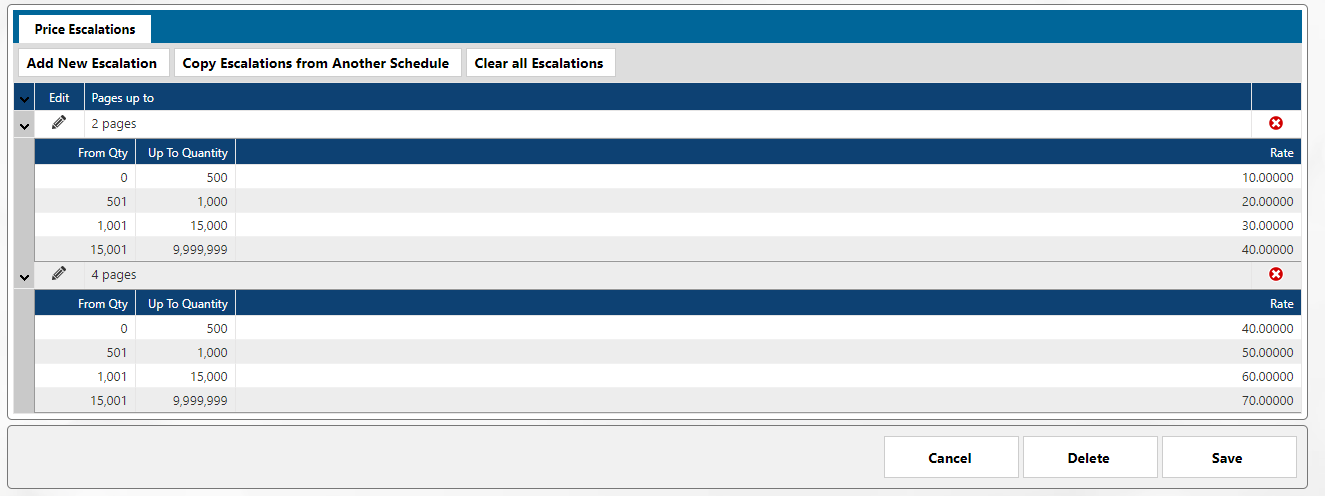 Price Escalations
Add New Escalation Copy Escalations from Another Schedule Clear all Escalations
Edit Pages up to
2 pages
From Qty Up To Quantity Rate
0 500 10.00000
501 1,000 20.00000
1,001 15,000 30.00000
15,001 9,999,999 40.00000
4 pages
From Qty Up To Quantity Rate
0 500 40.00000
501 1,000 50.00000
1,001 15,000 60.00000
15,001 9,999,999 70.00000
Cancel Delete Save